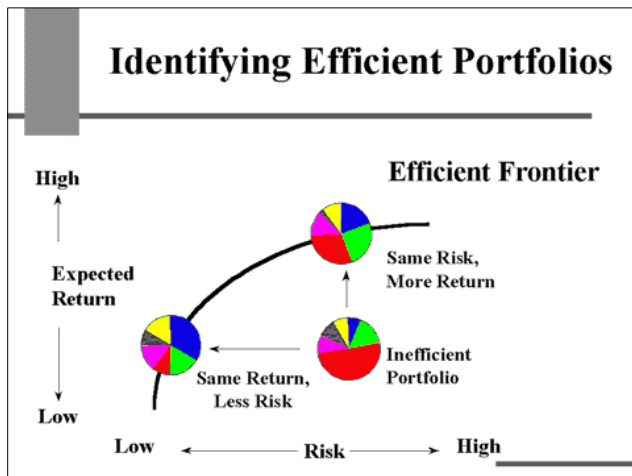 Identifying Efficient Portfolios
Efficient Frontier
High
Expected
Return
Low
Same Risk,
More Return
Inefficient
Portfolio
Same Return,
Less Risk
Low
Risk
High